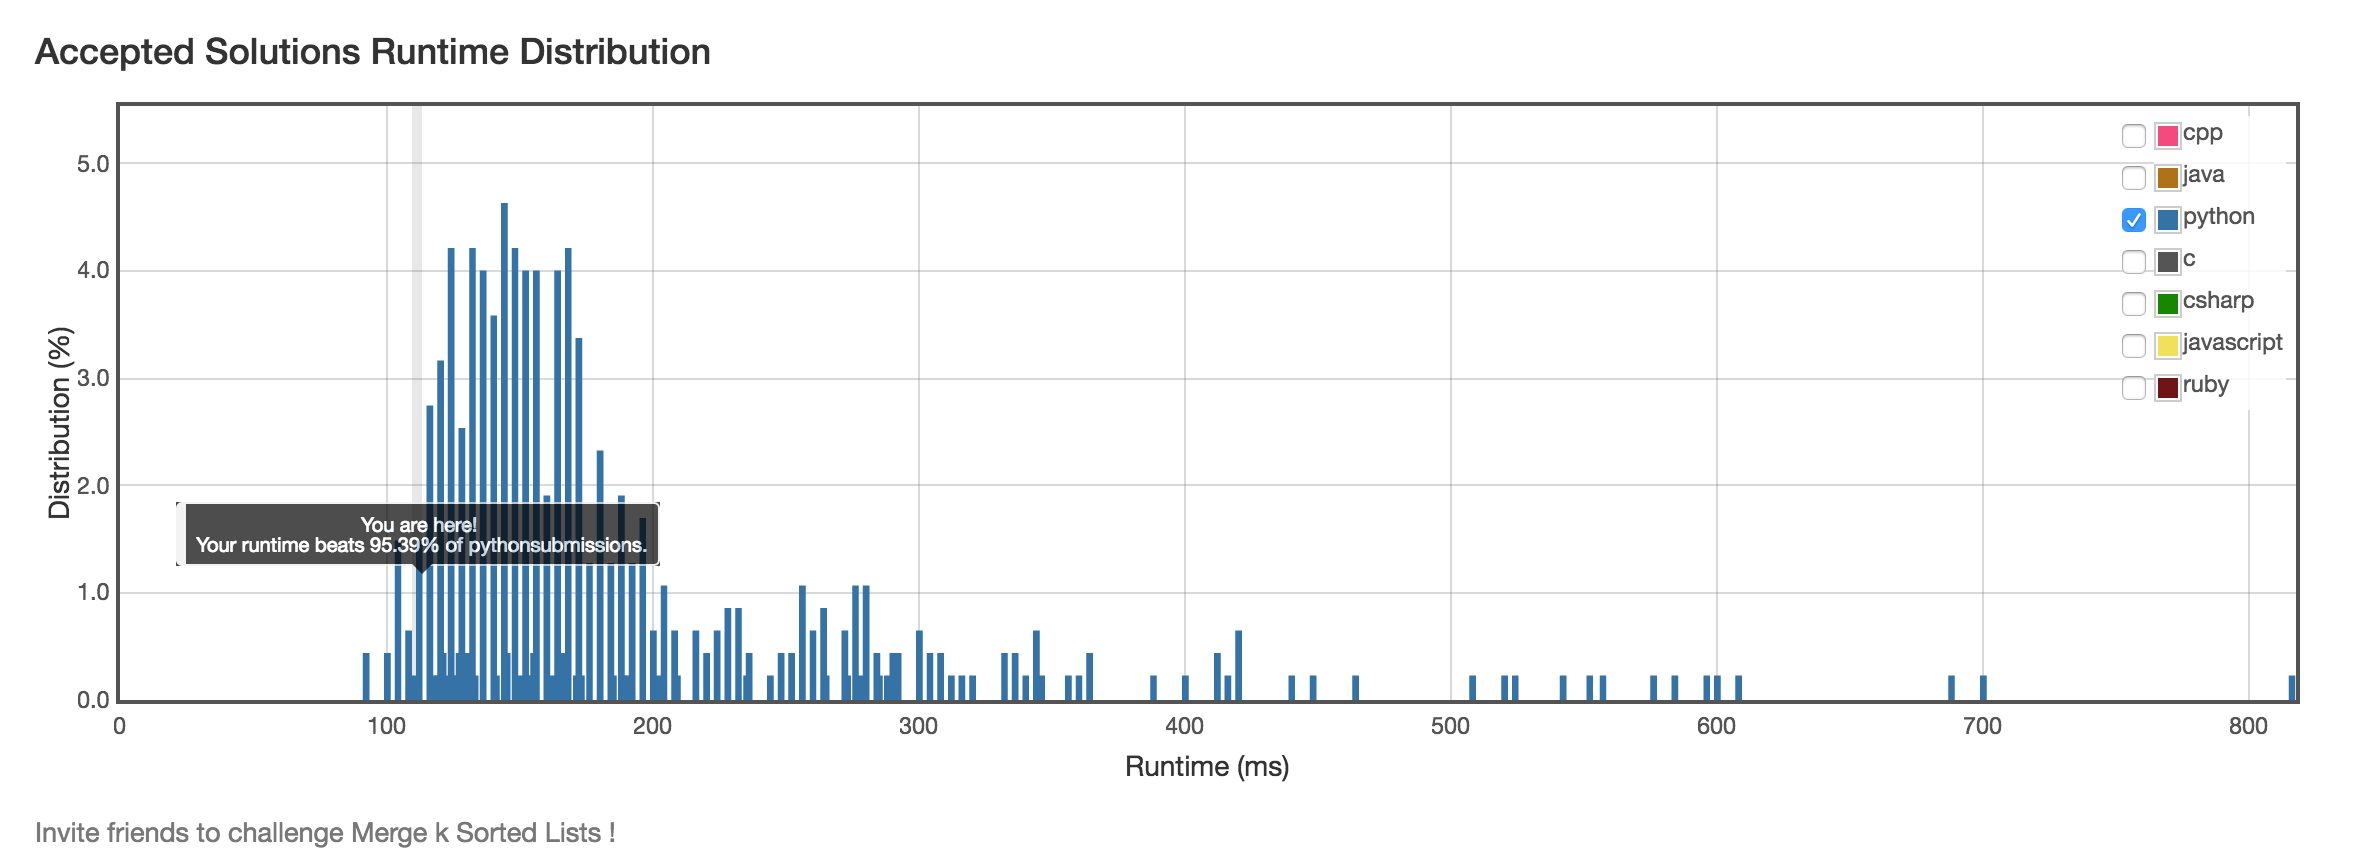 Accepted Solutions Runtime Distribution
5.0
4.0
3.0
2.0
1.0
0.0
Distribution (%)
cpp
java
python
c
csharp
javascript
ruby
You are here!
Your runtime beats 95.39% of pythonsubmissions.
0 100 200 300 400 500 600 700 800
Runtime (ms)
Invite friends to challenge Merge k Sorted Lists !